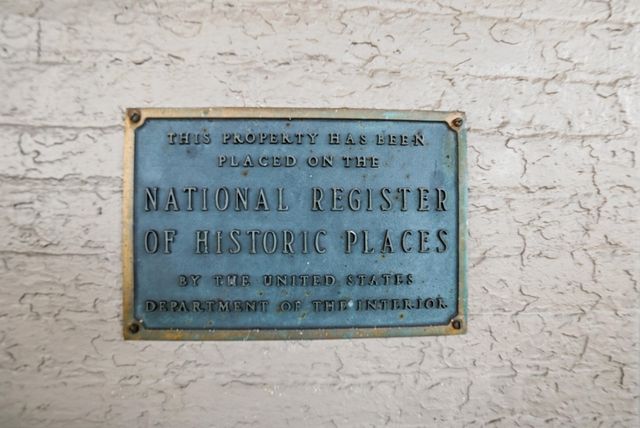 THIS PROPERTY HAS BEEN
PLACED ON THE
NATIONAL REGISTER
OF HISTORIC PLACES
BY THE UNITED STATES
DEPARTMENT OF THE INTERIOR